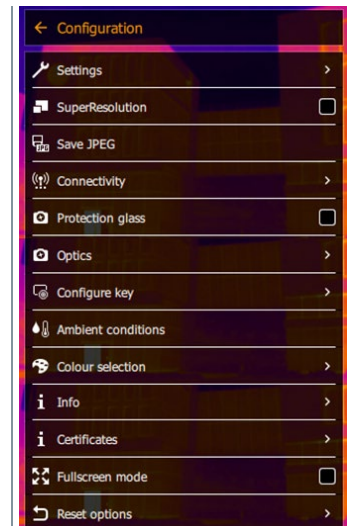 Configuration
Settings
SuperResolution
JPG Save JPEG
Connectivity
Protection glass
Optics
Configure key
Ambient conditions
Colour selection
Info
Certificates
Fullscreen mode
Reset options